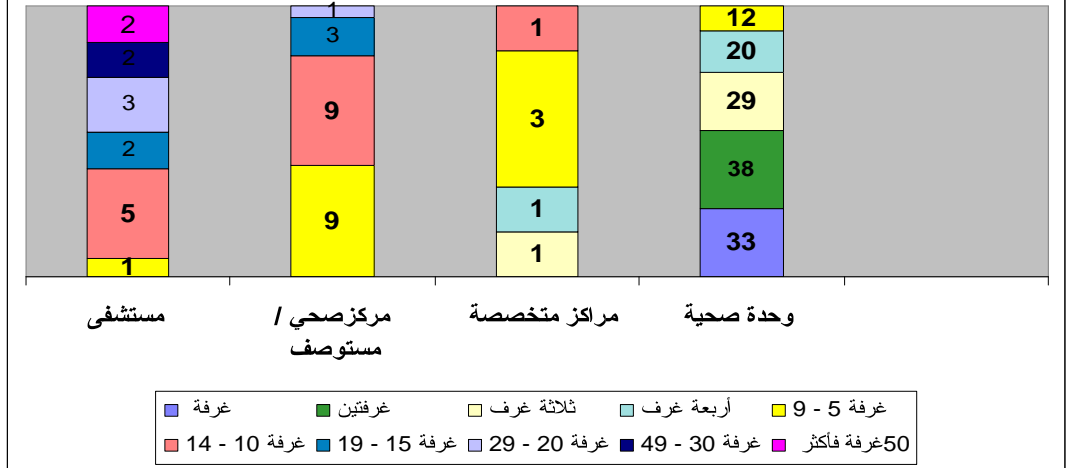 2
2
3
2
5
1
1
3
9
9
1
3
1
1
12
20
29
38
33
مستشفى
مركزصحي /
مستوصف
مراكز متخصصة
وحدة صحية
غرفة
غرفتين
ثلاثة غرف
أربعة غرف
غرفة 5 - 9
غرفة 10 - 14
غرفة 15 - 19
غرفة 20 - 29
غرفة 30 - 49
50غرفة فأكثر